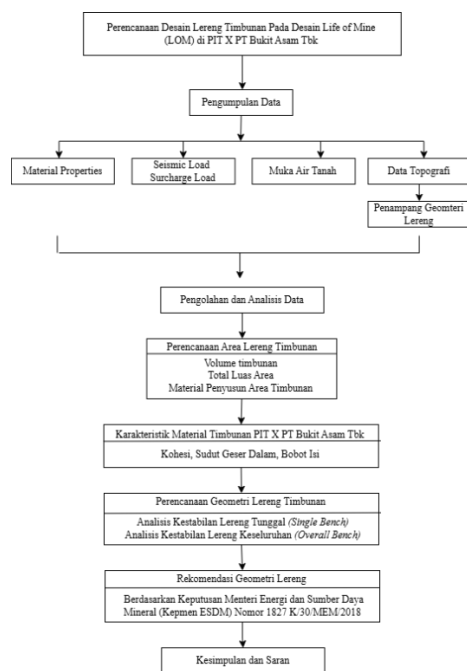 Perencanaan Desain Lereng Timbunan Pada Desain Life of Mine
(LOM) di PIT X PT Bukit Asam Tbk
Pengumpulan Data
Material Properties
Seismic Load
Surcharge Load
Muka Air Tanah
Data Topografi
Penampang Geomteri
Lereng
Pengolahan dan Analisis Data
Perencanaan Area Lereng Timbunan
Volume timbunan
Total Luas Area
Material Penyusun Area Timbunan
Karakteristik Material Timbunan PIT X PT Bukit Asam Tbk
Kohesi, Sudut Geser Dalam, Bobot Isi
Perencanaan Geometri Lereng Timbunan
Analisis Kestabilan Lereng Tunggal (Single Bench)
Analisis Kestabilan Lereng Keseluruhan (Overall Bench)
Rekomendasi Geometri Lereng
Berdasarkan Keputusan Menteri Energi dan Sumber Daya
Mineral (Kepmen ESDM) Nomor 1827 K/30/MEM/2018
Kesimpulan dan Saran